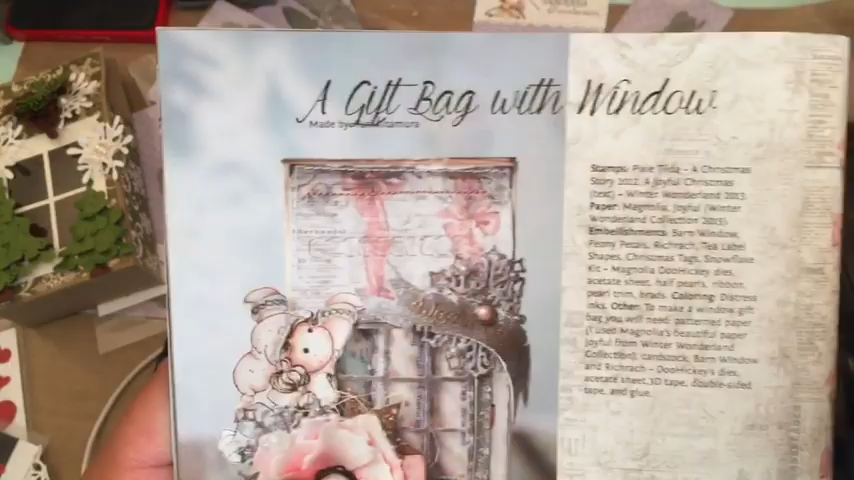 A Gift Bag with Window
Made by
Stamps: Pixie Tilda - A Christmas
Story 2012, A Joyful Christmas
(text) - Winter Wonderland 2013.
Paper: Magnolia, Joyful (Winter
Wonderland Collection 2013).
Embellishments: Barn Window,
Peony Petals, Richrach, Tea Label
Shapes, Christmas Tags, Snowflake
Kit - Magnolia DooHickey dies,
acetate sheet, half pearls, ribbon,
pearl trim, brads. Coloring: Distress
inks. Other: To make a window gift
bag you will need: patterned paper
(I used Magnolia's beautiful paper
Joyful from Winter Wonderland
Collection), cardstock, Barn Window
and Richrach - DooHickey's dies,
acetate sheet, 3D tape, double-sided
tape, and glue.